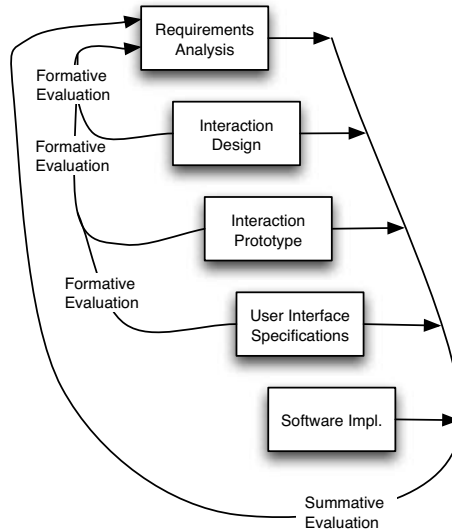 Requirements
Analysis
Formative
Evaluation
Interaction
Design
Formative
Evaluation
Interaction
Prototype
Formative
Evaluation
User Interface
Specifications
Software Impl.
Summative
Evaluation